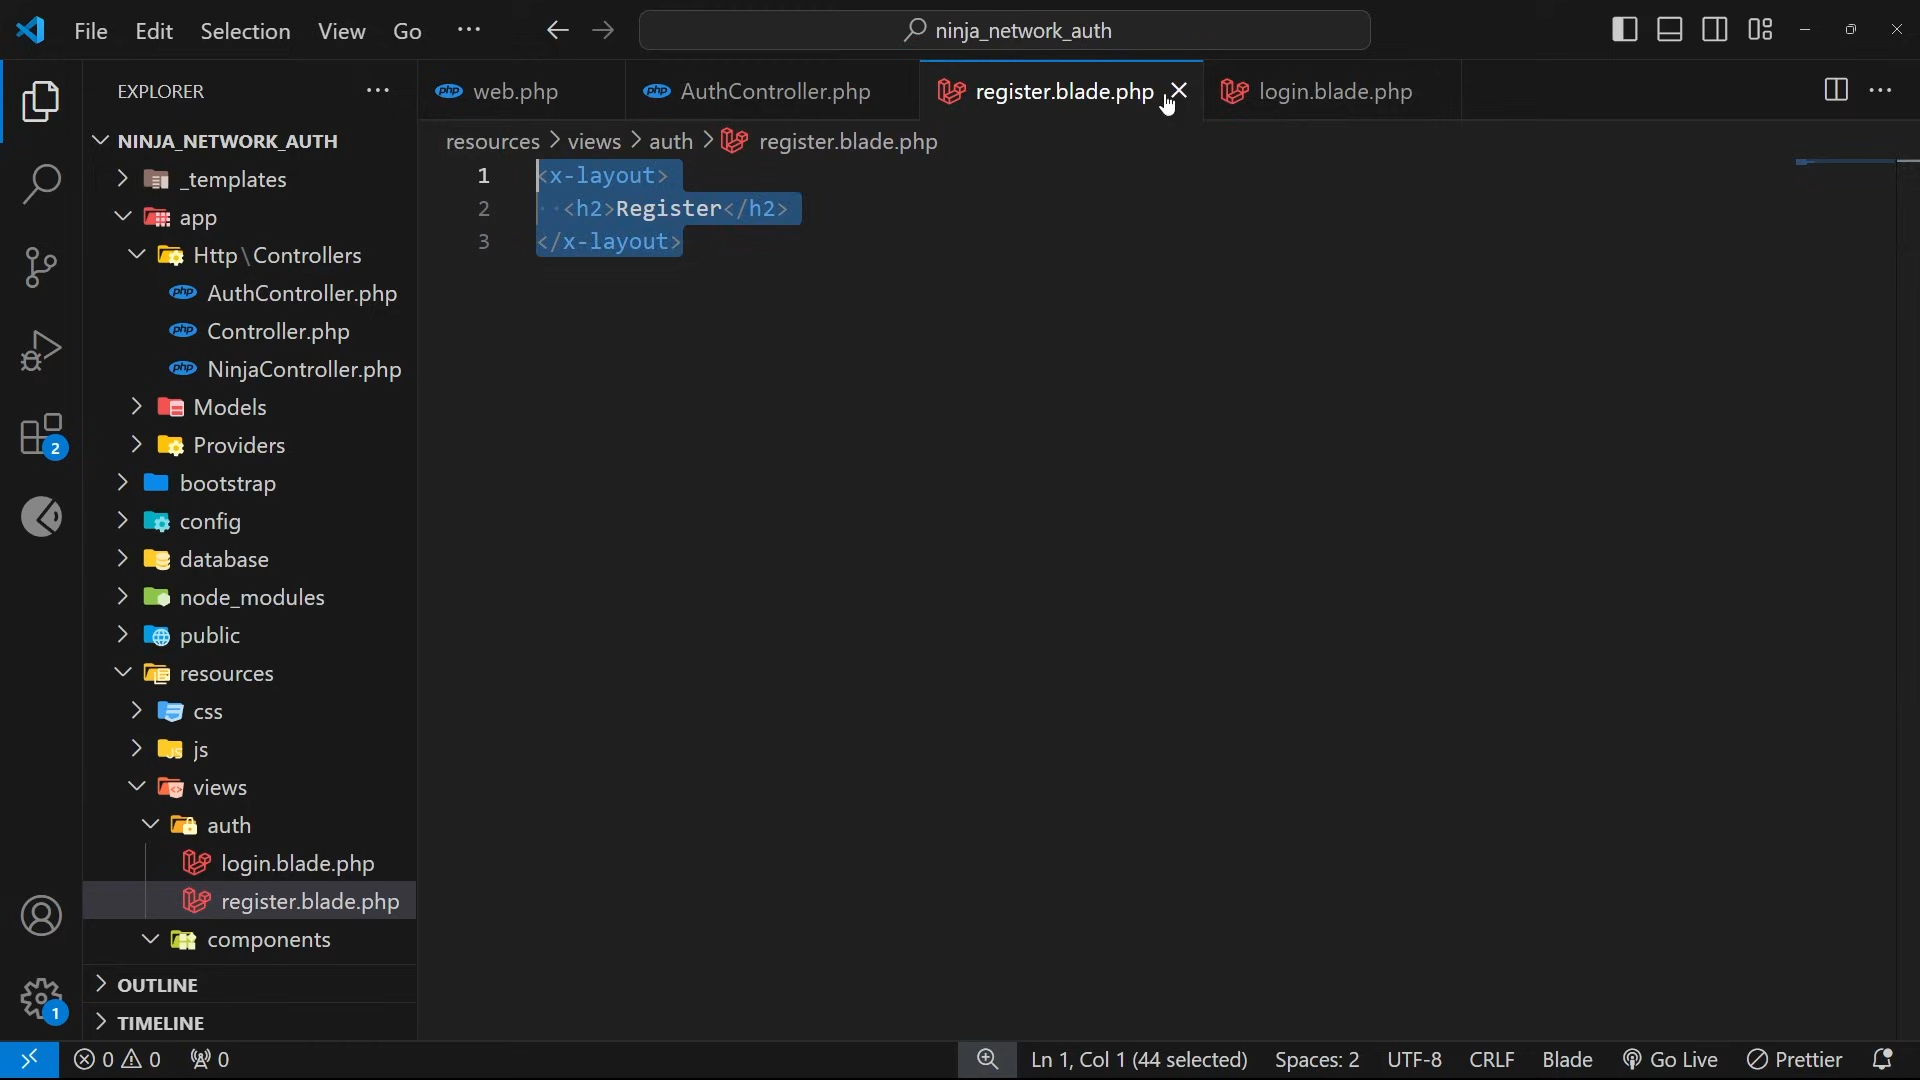 File Edit Selection View Go ··· ninja_network_auth
EXPLORER ···
web.php AuthController.php register.blade.php login.blade.php ···
resources > views > auth > register.blade.php
NINJA_NETWORK_AUTH
_templates
app
Http\Controllers
php AuthController.php
php Controller.php
php NinjaController.php
Models
Providers
bootstrap
config
database
node_modules
public
resources
css
js
views
auth
login.blade.php
register.blade.php
components
OUTLINE
TIMELINE
1 <x-layout>
2 <h2>Register</h2>
3 </x-layout>
2
1
0 0 0 Ln 1, Col 1 (44 selected) Spaces: 2 UTF-8 CRLF Blade Go Live Prettier